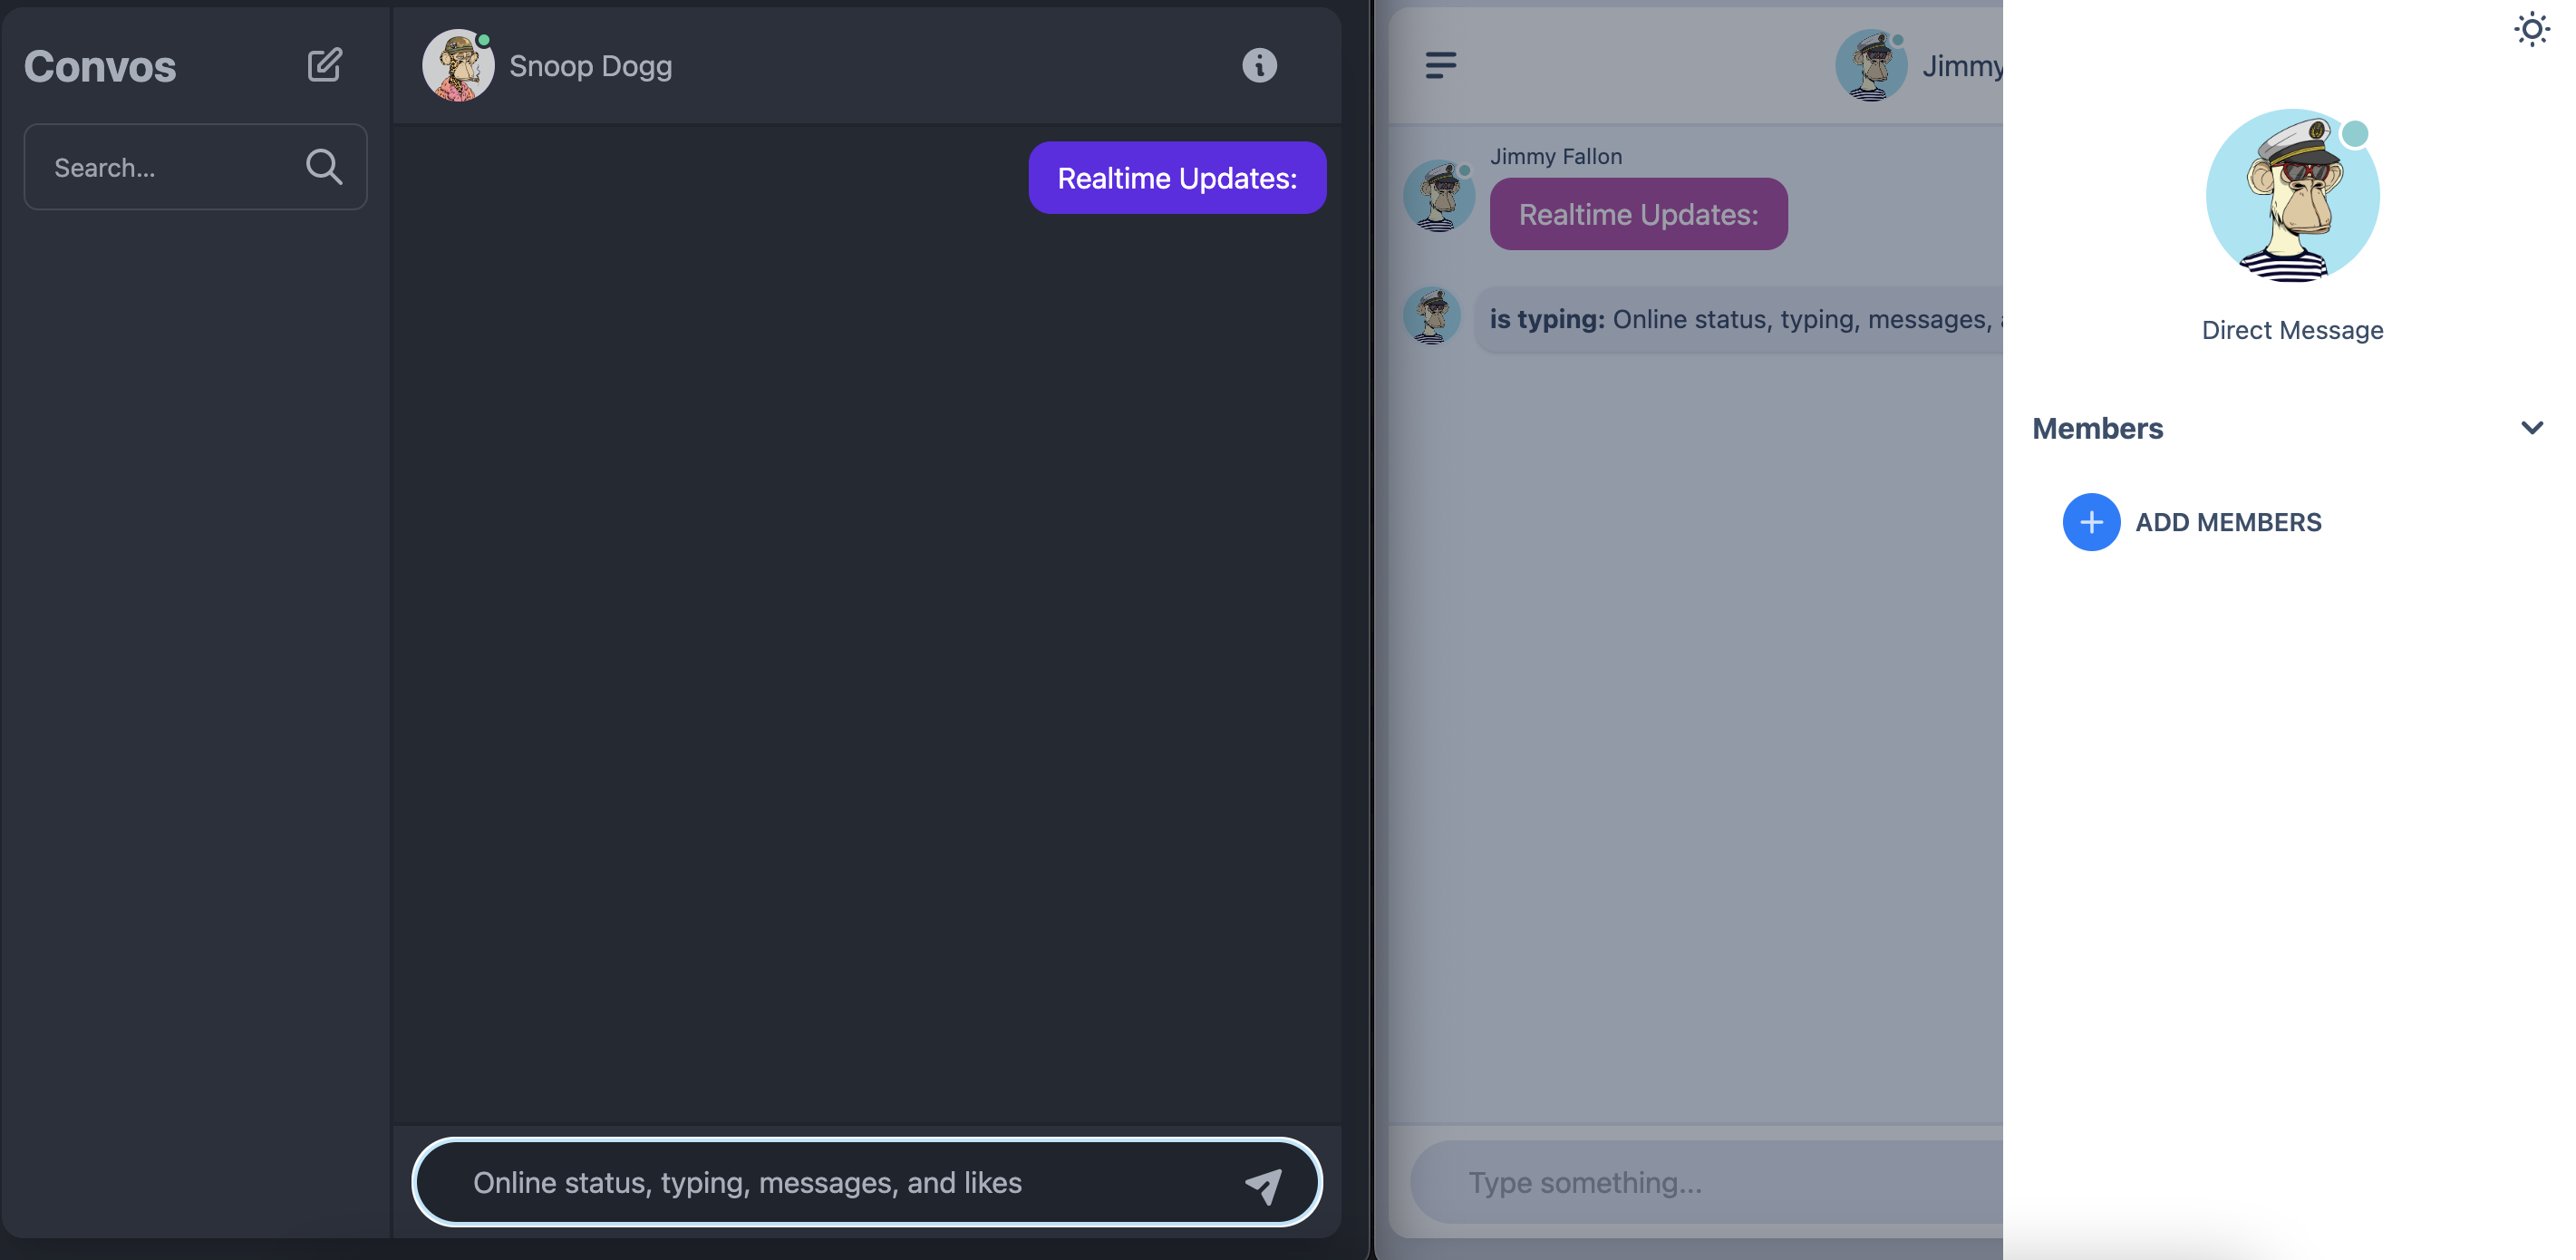 Convos
Search...
Snoop Dogg
Realtime Updates:
Online status, typing, messages, and likes
Jimmy
Jimmy Fallon
Realtime Updates:
is typing: Online status, typing, messages,
Type something...
Direct Message
Members
ADD MEMBERS